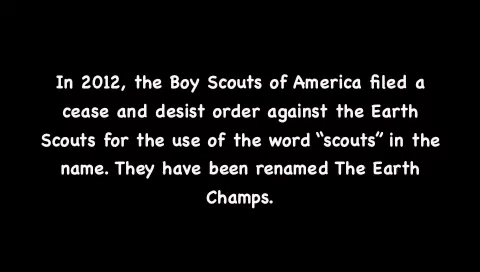 In 2012, the Boy Scouts of America filed a
cease and desist order against the Earth
Scouts for the use of the word “scouts” in the
name. They have been renamed The Earth
Champs.